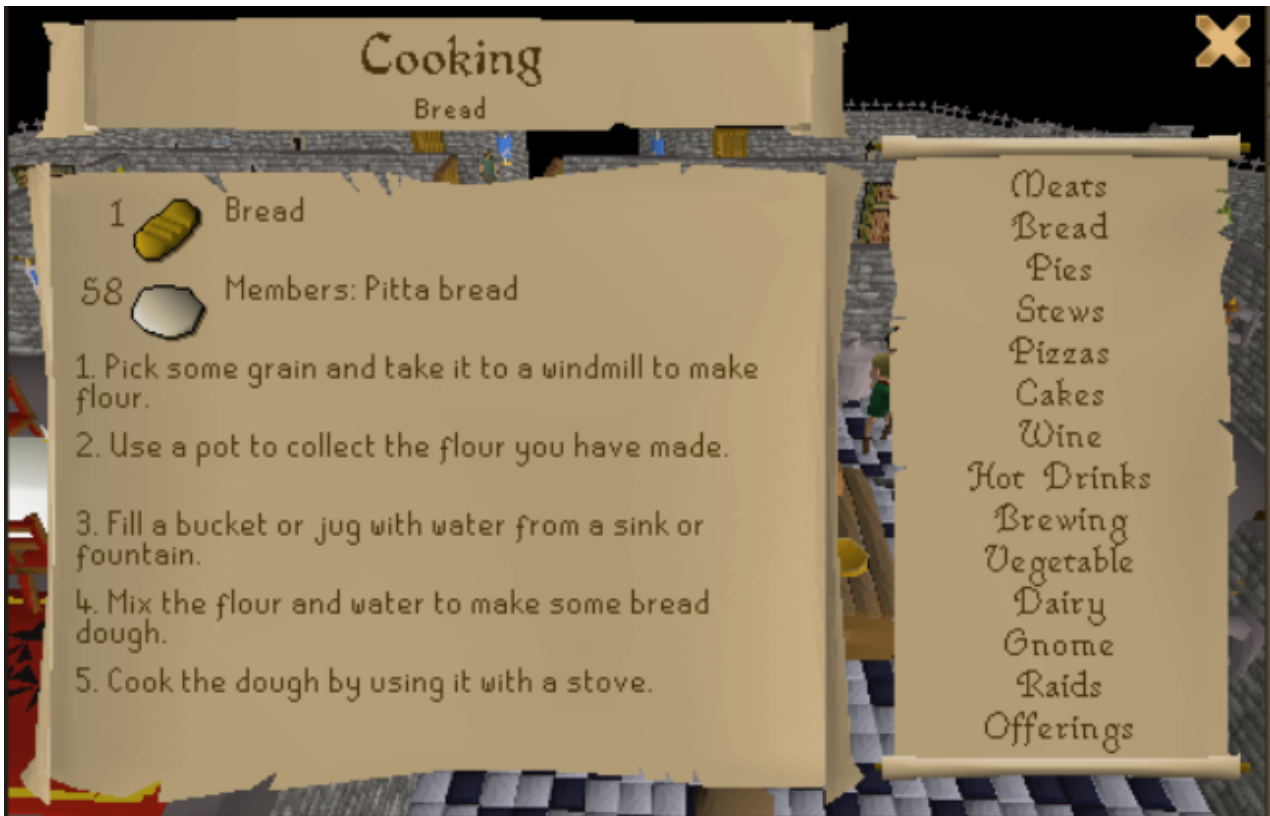 Cooking
Bread
1 Bread
58 Members: Pitta bread
1. Pick some grain and take it to a windmill to make
flour.
2. Use a pot to collect the flour you have made.
3. Fill a bucket or jug with water from a sink or
fountain.
4. Mix the flour and water to make some bread
dough.
5. Cook the dough by using it with a stove.
Meats
Bread
Pies
Stews
Pizzas
Cakes
Wine
Hot Drinks
Brewing
Vegetable
Dairy
Gnome
Raids
Offerings